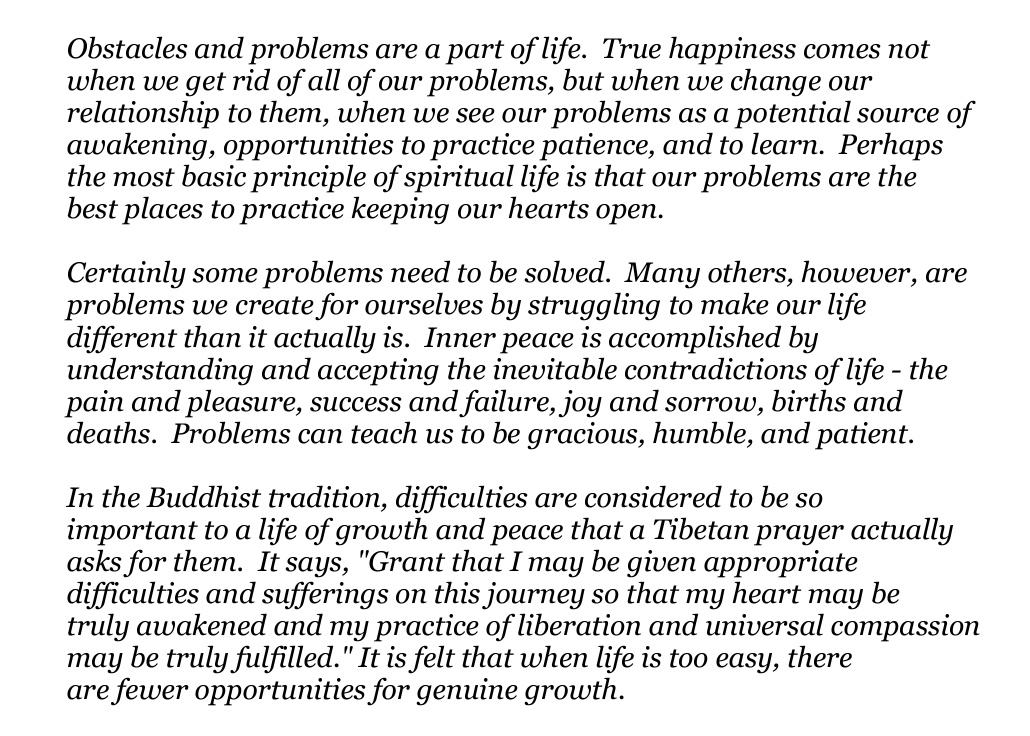 Obstacles and problems are a part of life.  True happiness comes not
when we get rid of all of our problems, but when we change our
relationship to them, when we see our problems as a potential source of
awakening, opportunities to practice patience, and to learn.  Perhaps
the most basic principle of spiritual life is that our problems are the
best places to practice keeping our hearts open.

Certainly some problems need to be solved.  Many others, however, are
problems we create for ourselves by struggling to make our life
different than it actually is.  Inner peace is accomplished by
understanding and accepting the inevitable contradictions of life - the
pain and pleasure, success and failure, joy and sorrow, births and
deaths.  Problems can teach us to be gracious, humble, and patient.

In the Buddhist tradition, difficulties are considered to be so
important to a life of growth and peace that a Tibetan prayer actually
asks for them.  It says, "Grant that I may be given appropriate
difficulties and sufferings on this journey so that my heart may be
truly awakened and my practice of liberation and universal compassion
may be truly fulfilled." It is felt that when life is too easy, there
are fewer opportunities for genuine growth.